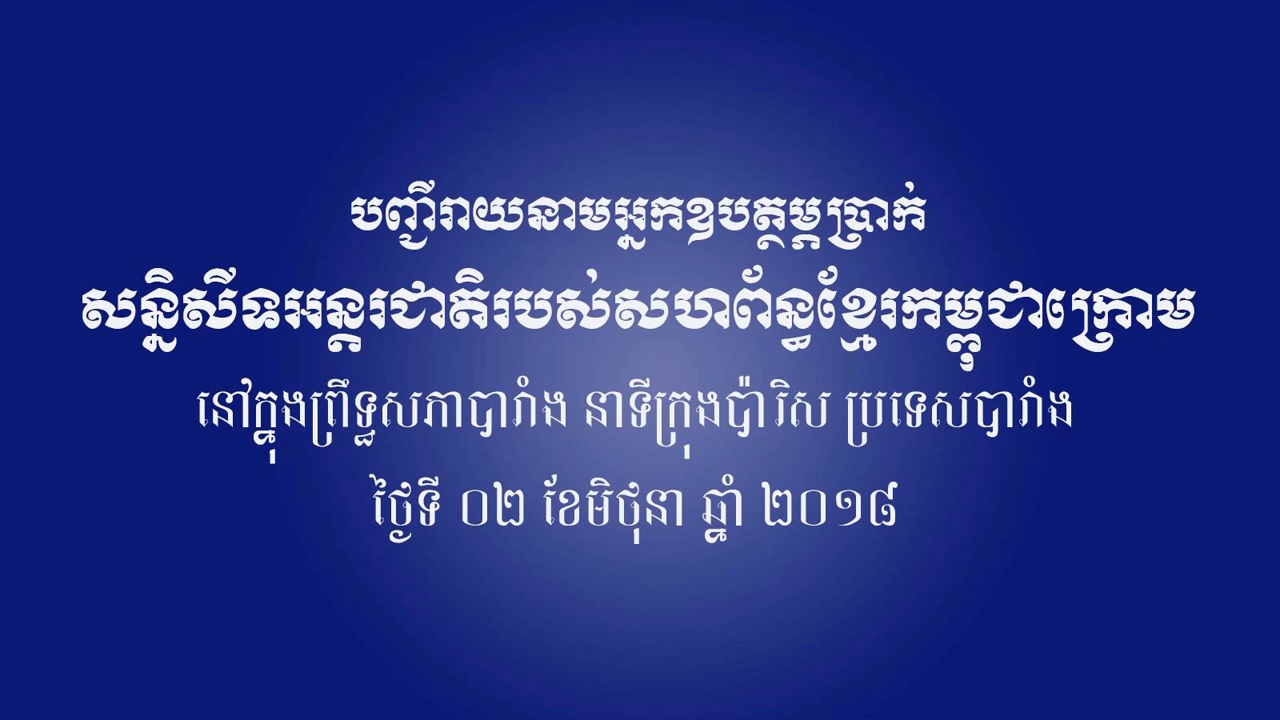 បញ្ជីរាយនាមអ្នកឧបត្ថម្ភប្រាក់
សន្និសីទអន្តរជាតិរបស់សហព័ន្ធខ្មែរកម្ពុជាក្រោម
នៅក្នុងព្រឹទ្ធសភាបារាំង នាទីក្រុងប៉ារិស ប្រទេសបារាំង
ថ្ងៃទី ០២ ខែមិថុនា ឆ្នាំ ២០១៨